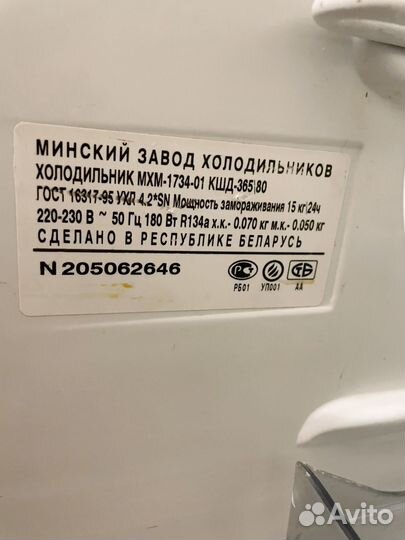 МИНСКИЙ ЗАВОД ХОЛОДИЛЬНИКОВ
ХОЛОДИЛЬНИК МХМ-1734-01 КШД-365|80
ГОСТ 16317-95 УХЛ 4.2*SN Мощность замораживания 15 кг|24ч
220-230 В ~ 50 Гц 180 Вт R134a х.к.- 0.070 кг м.к.- 0.050 кг
СДЕЛАНО В РЕСПУБЛИКЕ БЕЛАРУСЬ
N 205062646
РБ01 УП001 АА
Avito